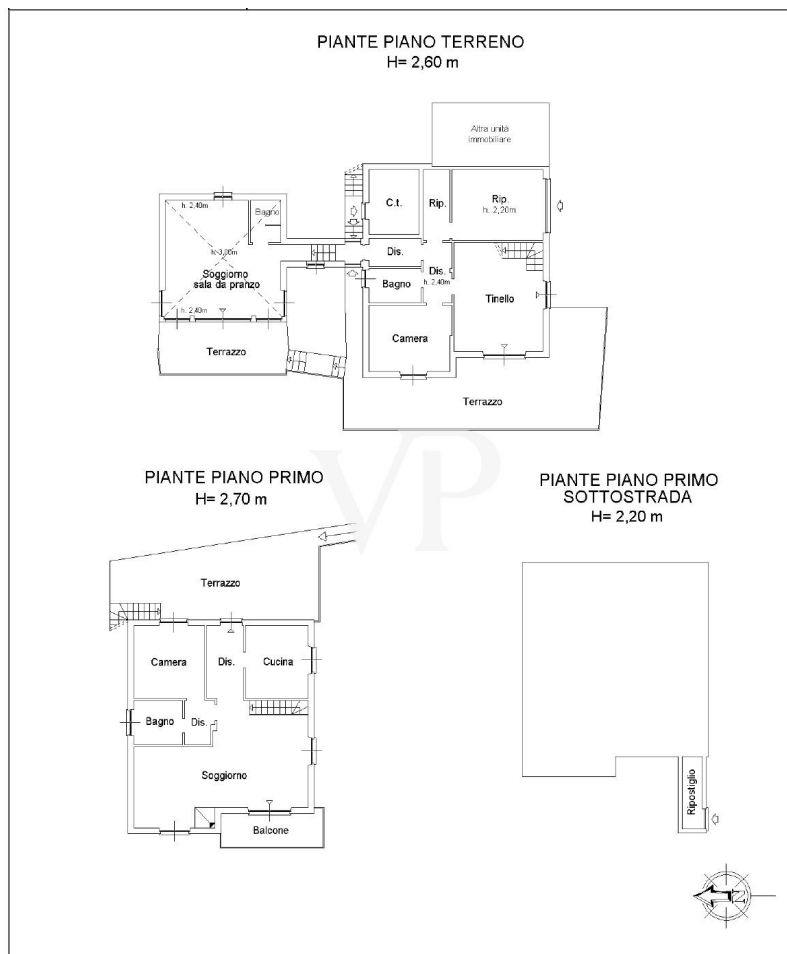 PIANTE PIANO TERRENO
H= 2,60 m
Altra unità
immobiliare
C.t.
Rip.
Rip.
h. 2,20m
h. 2,40m
Bagno
h. 3,00m
Soggiorno
sala da pranzo
h. 2,40m
Dis.
Dis.
h. 2,40m
Bagno
Tinello
Camera
Terrazzo
Terrazzo
VP
PIANTE PIANO PRIMO
H= 2,70 m
Terrazzo
Camera
Dis.
Cucina
Bagno
Dis.
Soggiorno
Balcone
PIANTE PIANO PRIMO
SOTTOSTRADA
H= 2,20 m
Ripostiglio
N